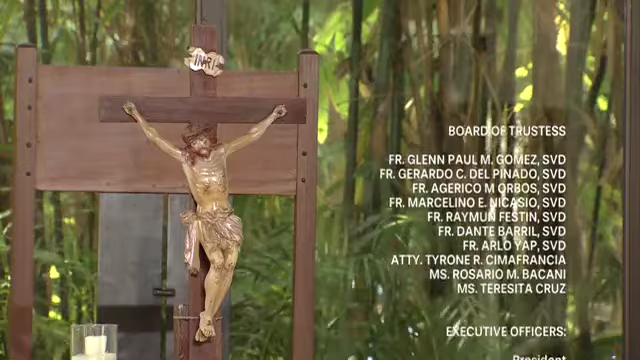 INRI
BOARD OF TRUSTESS
FR. GLENN PAUL M. GOMEZ, SVD
FR. GERARDO C. DEL PINADO, SVD
FR. AGERICO M ORBOS, SVD
FR. MARCELINO E. NICASIO, SVD
FR. RAYMUN FESTIN, SVD
FR. DANTE BARRIL, SVD
FR. ARLO YAP, SVD
ATTY. TYRONE R. CIMAFRANCIA
MS. ROSARIO M. BACANI
MS. TERESITA CRUZ
EXECUTIVE OFFICERS:
President